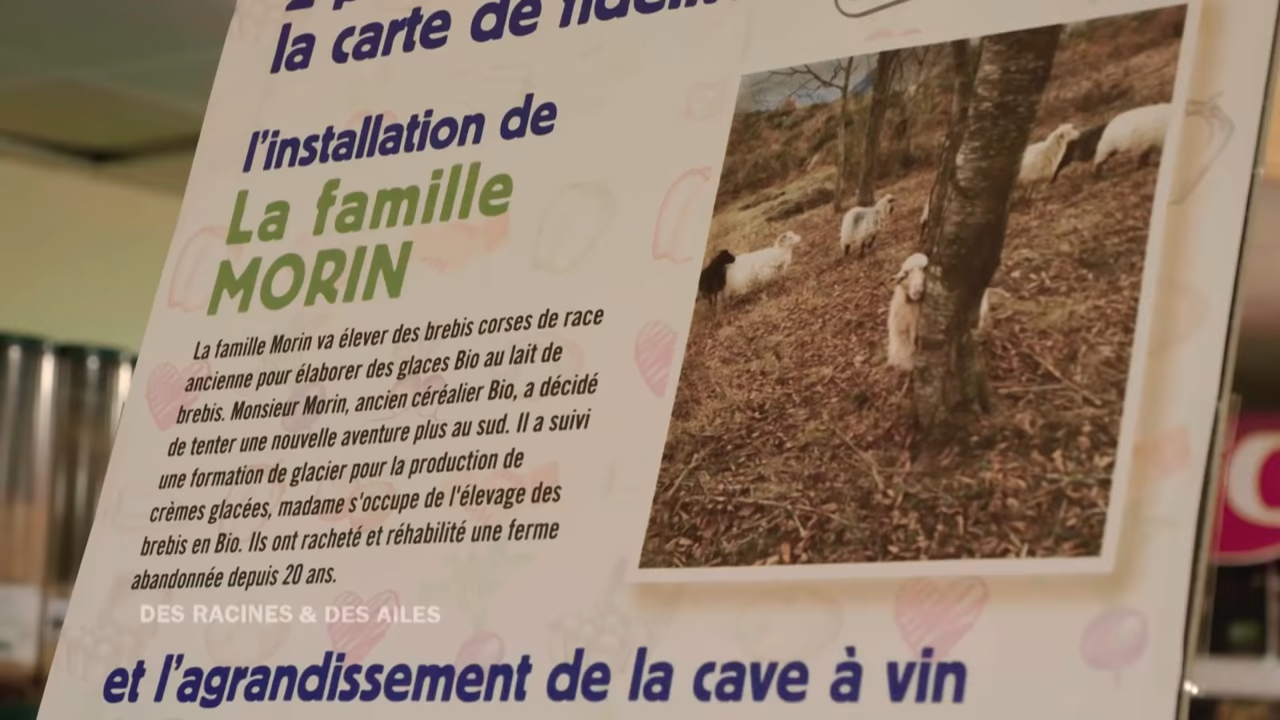 la carte de
l'installation de
La famille
MORIN
La famille Morin va élever des brebis corses de race
ancienne pour élaborer des glaces Bio au lait de
brebis. Monsieur Morin, ancien céréalier Bio, a décidé
de tenter une nouvelle aventure plus au sud. Il a suivi
une formation de glacier pour la production de
crèmes glacées, madame s'occupe de l'élevage des
brebis en Bio. Ils ont racheté et réhabilité une ferme
abandonnée depuis 20 ans.
DES RACINES & DES AILES
et l'agrandissement de la cave à vin